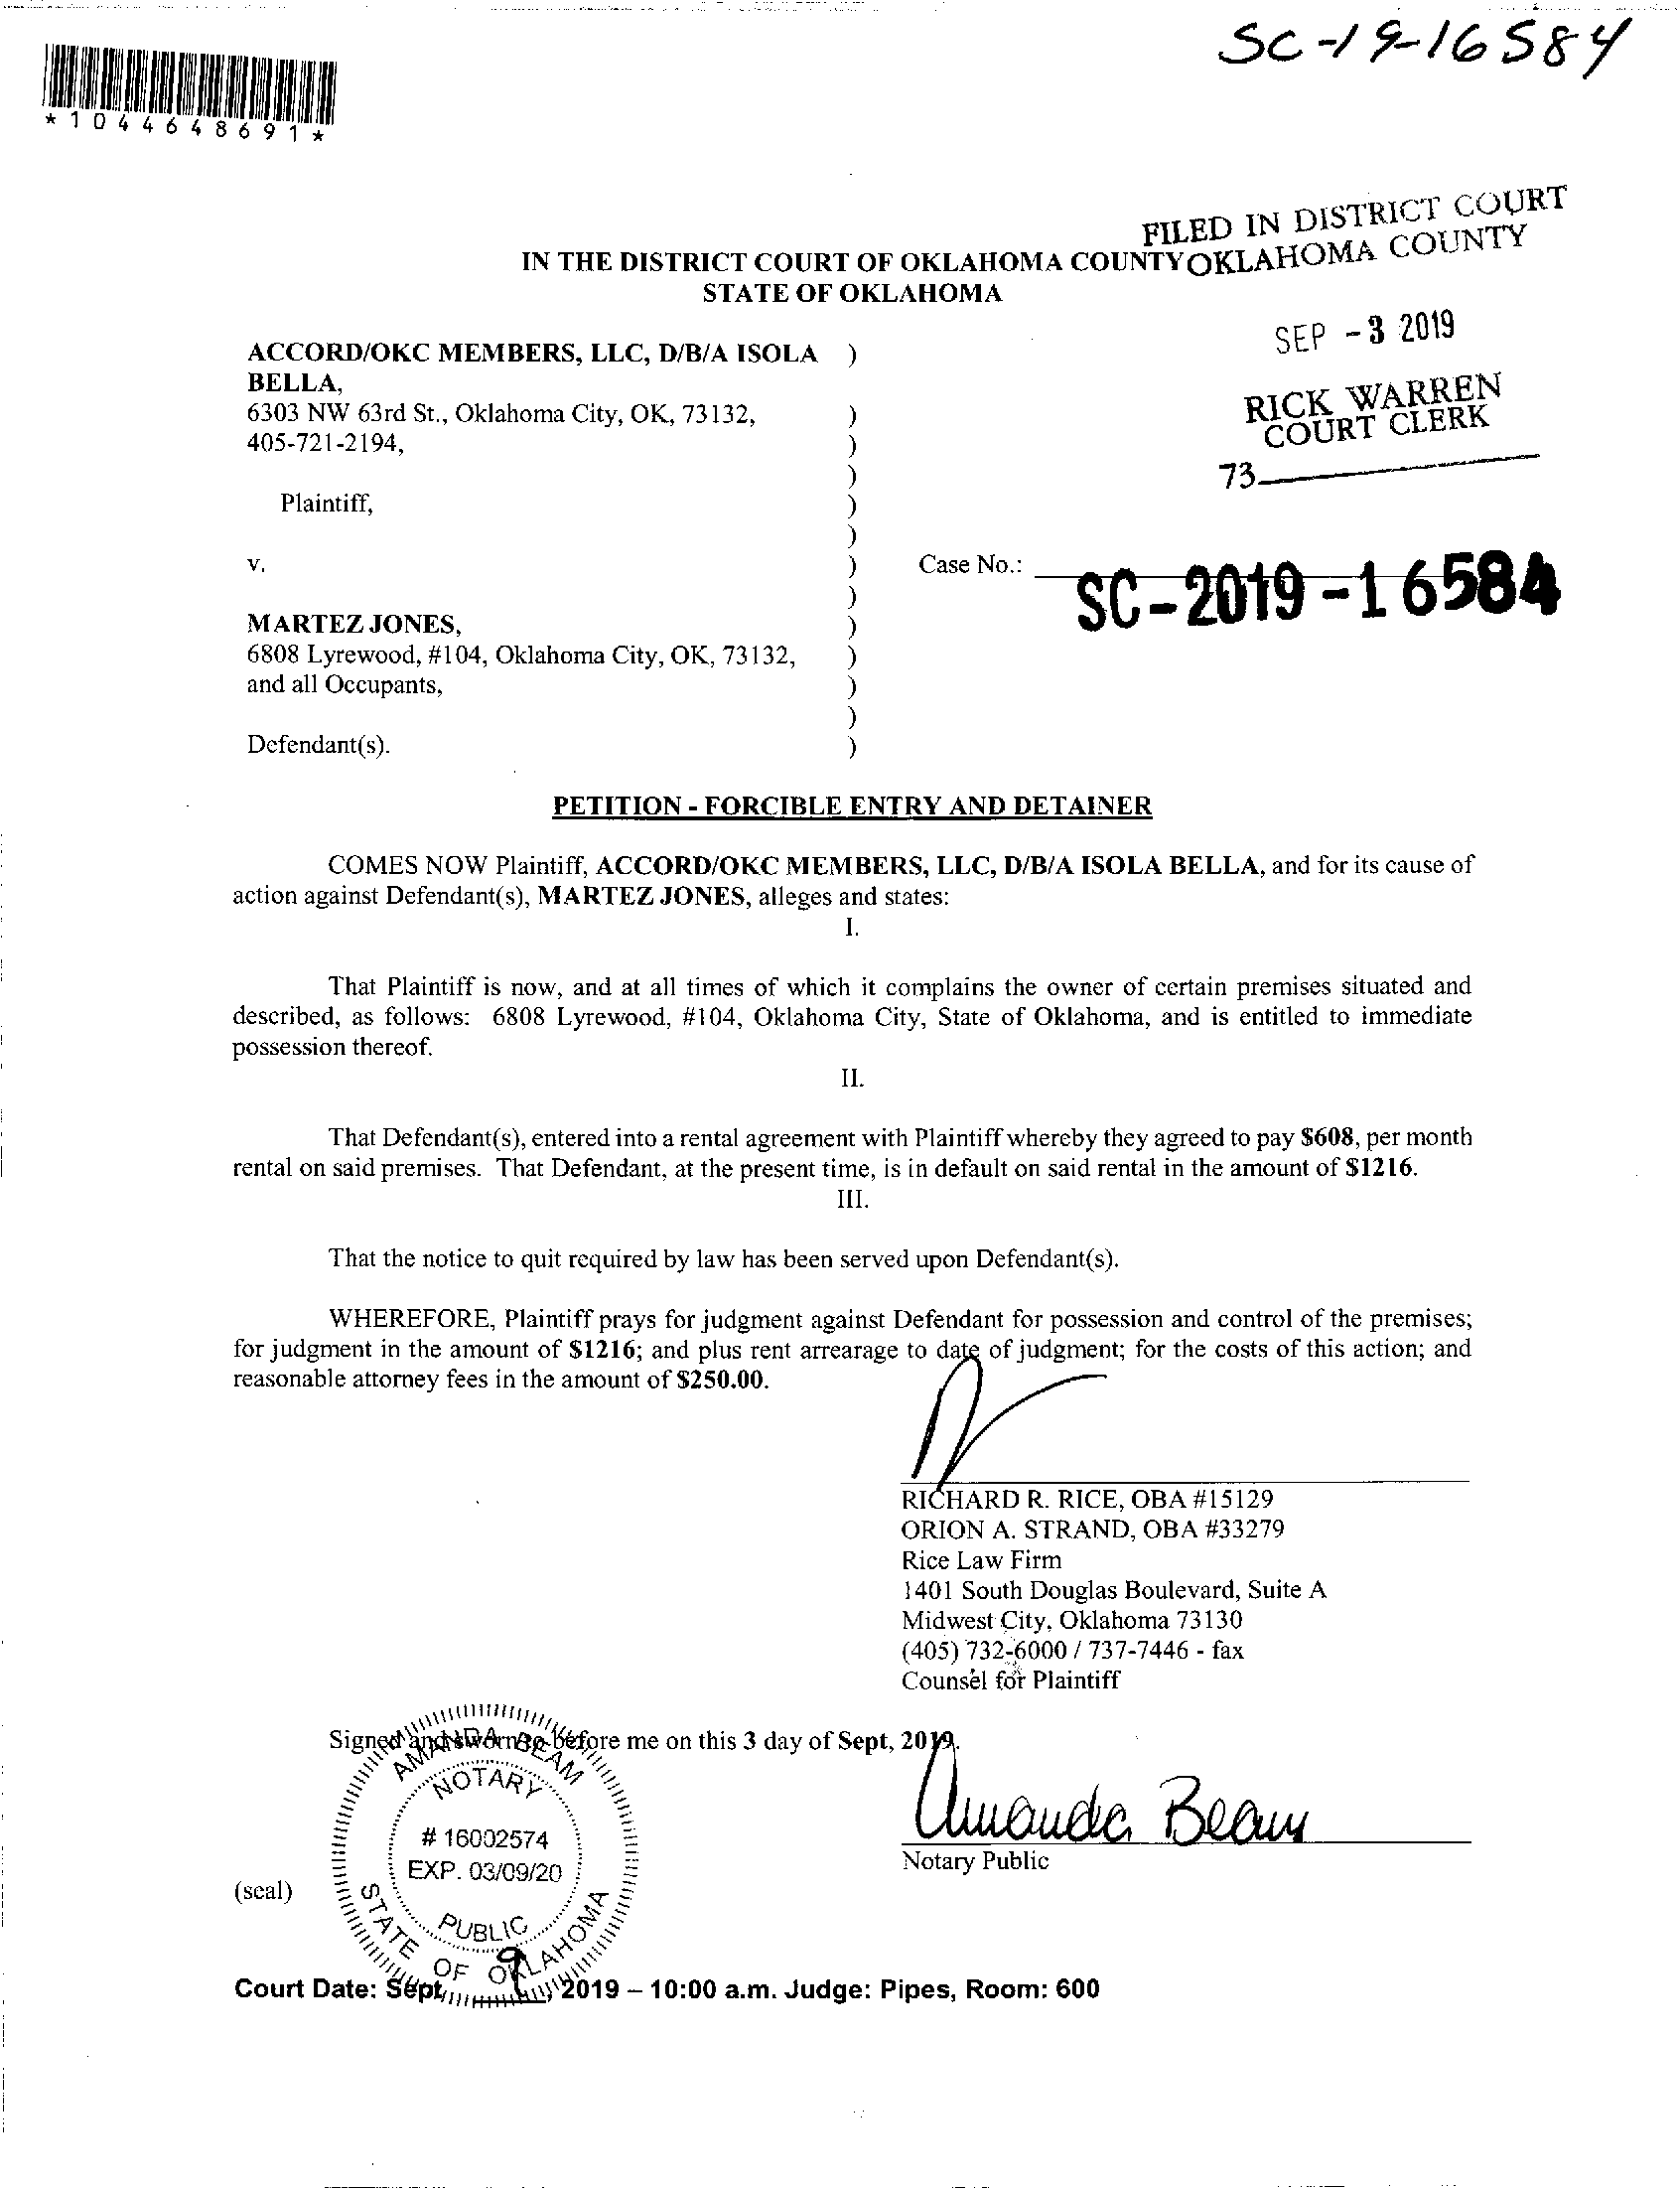 SC-19-16584
*1044648691*
FILED IN DISTRICT COURT
OKLAHOMA COUNTY
IN THE DISTRICT COURT OF OKLAHOMA COUNTY
STATE OF OKLAHOMA
SEP -3 2019
RICK WARREN
COURT CLERK
73
ACCORD/OKC MEMBERS, LLC, D/B/A ISOLA )
BELLA,
6303 NW 63rd St., Oklahoma City, OK, 73132, )
405-721-2194, )
)
Plaintiff, )
)
v. ) Case No.: SC-2019-16584
)
MARTEZ JONES, )
6808 Lyrewood, #104, Oklahoma City, OK, 73132, )
and all Occupants, )
)
Defendant(s). )
PETITION - FORCIBLE ENTRY AND DETAINER
COMES NOW Plaintiff, ACCORD/OKC MEMBERS, LLC, D/B/A ISOLA BELLA, and for its cause of
action against Defendant(s), MARTEZ JONES, alleges and states:
I.
That Plaintiff is now, and at all times of which it complains the owner of certain premises situated and
described, as follows: 6808 Lyrewood, #104, Oklahoma City, State of Oklahoma, and is entitled to immediate
possession thereof.
II.
That Defendant(s), entered into a rental agreement with Plaintiff whereby they agreed to pay $608, per month
rental on said premises. That Defendant, at the present time, is in default on said rental in the amount of $1216.
III.
That the notice to quit required by law has been served upon Defendant(s).
WHEREFORE, Plaintiff prays for judgment against Defendant for possession and control of the premises;
for judgment in the amount of $1216; and plus rent arrearage to date of judgment; for the costs of this action; and
reasonable attorney fees in the amount of $250.00.
RICHARD R. RICE, OBA #15129
ORION A. STRAND, OBA #33279
Rice Law Firm
1401 South Douglas Boulevard, Suite A
Midwest City, Oklahoma 73130
(405) 732-6000 / 737-7446 - fax
Counsel for Plaintiff
Signed and sworn to before me on this 3 day of Sept, 2019.
Amanda Beam
Notary Public
(seal)
AMANDA BEAM
NOTARY
# 16002574
EXP. 03/09/20
PUBLIC
STATE OF OKLAHOMA
Court Date: Sept. 9 2019 – 10:00 a.m. Judge: Pipes, Room: 600